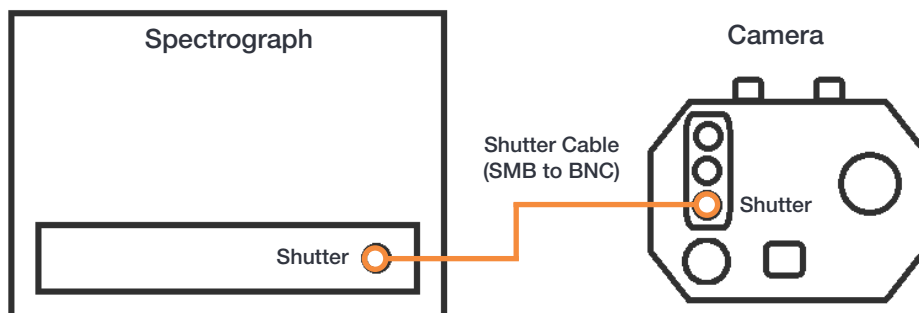 Spectrograph
Camera
Shutter Cable
(SMB to BNC)
Shutter
Shutter